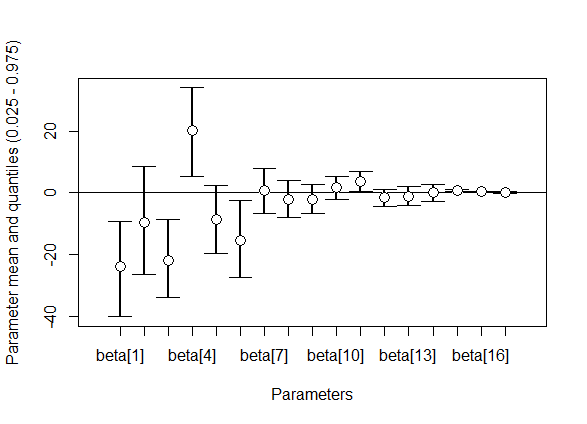 Parameter mean and quantiles (0.025 - 0.975)
20
0
-20
-40
beta[1] beta[4] beta[7] beta[10] beta[13] beta[16]
Parameters